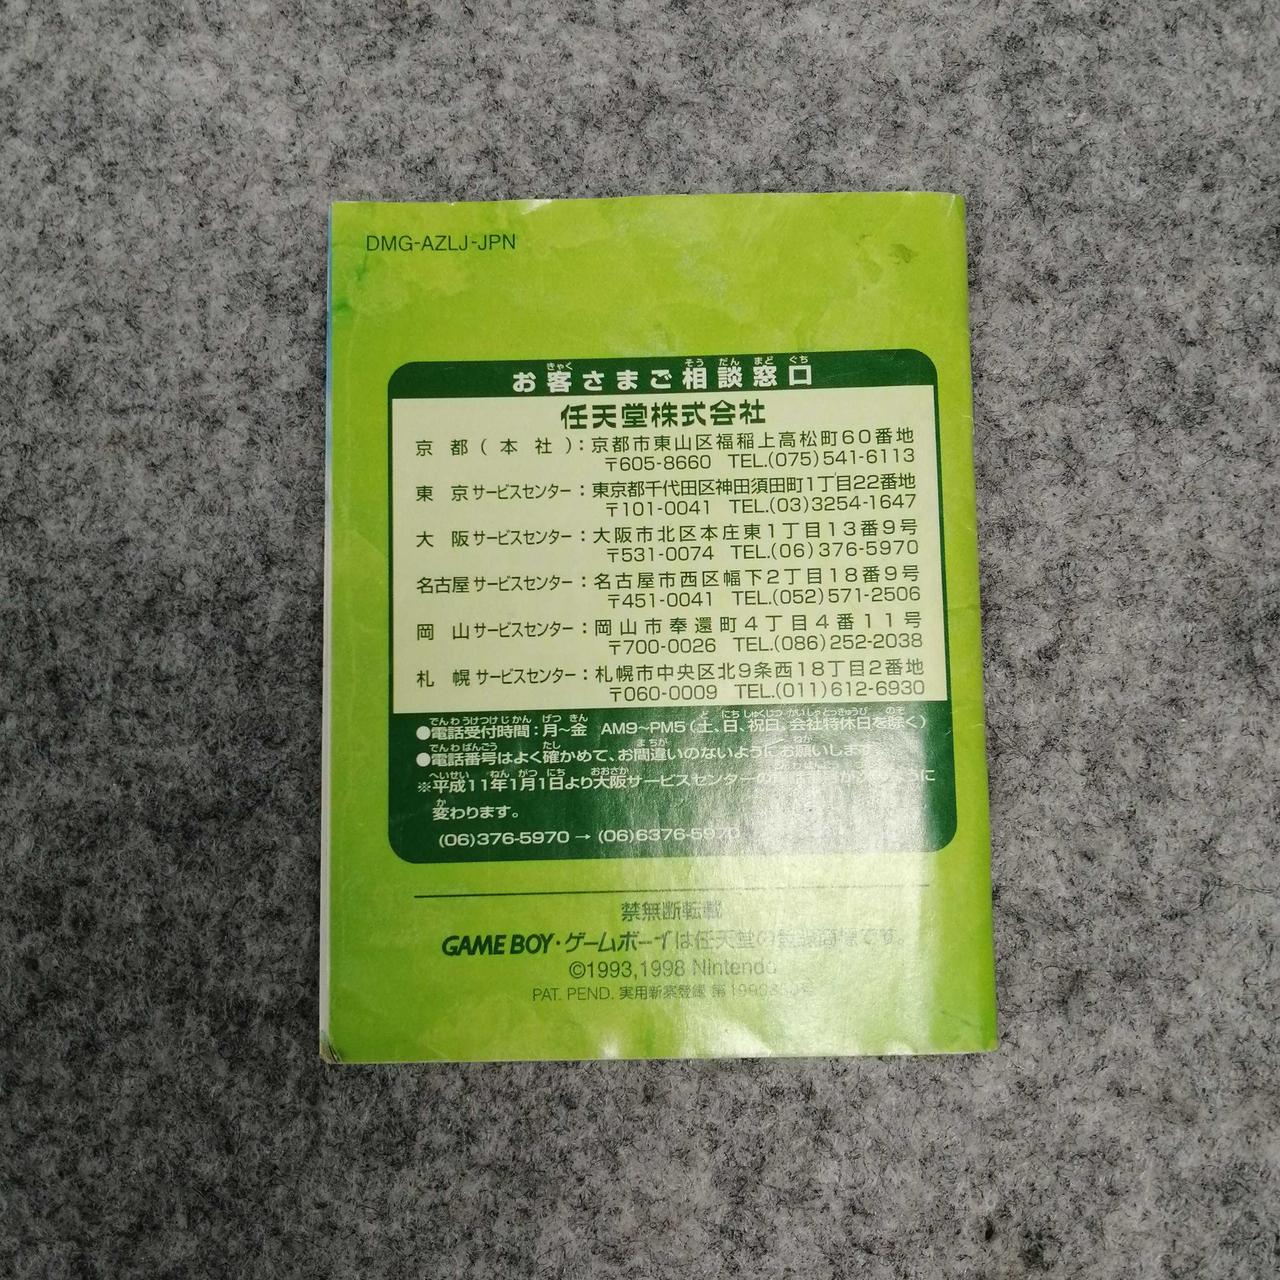 DMG-AZLJ-JPN
お客さまご相談窓口
任天堂株式会社
京都(本社):京都市東山区福稲上高松町60番地
〒605-8660 TEL.(075)541-6113
東京サービスセンター:東京都千代田区神田須田町1丁目22番地
〒101-0041 TEL.(03)3254-1647
大阪サービスセンター:大阪市北区本庄東1丁目13番9号
〒531-0074 TEL.(06)376-5970
名古屋サービスセンター:名古屋市西区幅下2丁目18番9号
〒451-0041 TEL.(052)571-2506
岡山サービスセンター:岡山市奉還町4丁目4番11号
〒700-0026 TEL.(086)252-2038
札幌サービスセンター:札幌市中央区北9条西18丁目2番地
〒060-0009 TEL.(011)612-6930
●電話受付時間:月~金 AM9~PM5(土、日、祝日、会社特休日を除く)
●電話番号はよく確かめて、お間違いのないようにお願いします。
※平成11年1月1日より大阪サービスセンターの
変わります。
(06)376-5970→(06)6376-5970
禁無断転載
GAME BOY・ゲームボーイは任天堂の登録商標です
©1993,1998 Nintendo
PAT. PEND. 実用新案登録 第